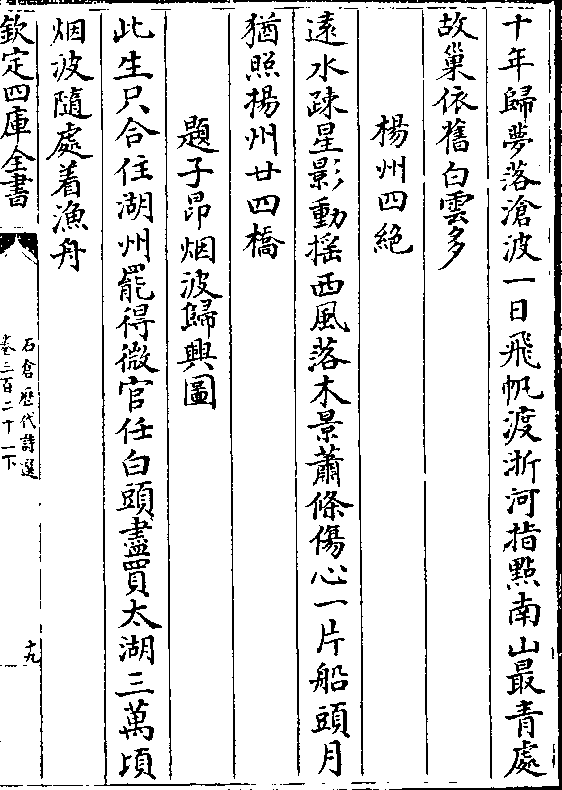 十年歸夢落滄波一日飛帆渡浙河指點南山最青處
故巢依舊白雲多
楊州四絶
遠水疎星影動揺西風落木景蕭條傷心一片船頭月
猶照楊州廿四橋
題子昂烟波歸興圖
此生只合住湖州罷得微官任白頭盡買太湖三萬頃
烟波隨處着漁舟
欽定四庫全書
石倉歷代詩選
卷三百二十一下
十九